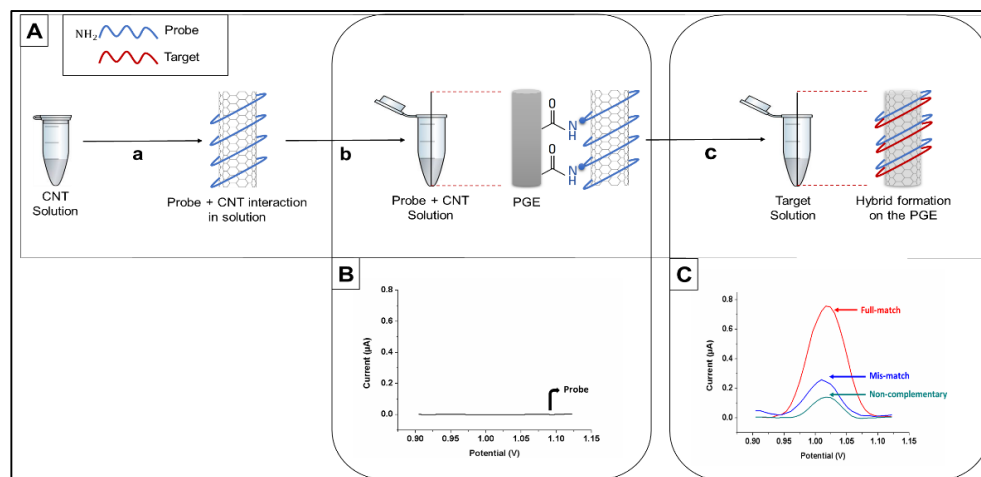 A
NH₂ Probe
Target
a
b
c
CNT
Solution
Probe + CNT interaction
in solution
Probe + CNT
Solution
O
N
H
O
N
H
PGE
Target
Solution
Hybrid formation
on the PGE
B
Current (µA)
0.8
0.6
0.4
0.2
0.0
Probe
0.90 0.95 1.00 1.05 1.10 1.15
Potential (V)
C
Current (µA)
0.8
0.6
0.4
0.2
0.0
Full-match
Mis-match
Non-complementary
0.90 0.95 1.00 1.05 1.10 1.15
Potential (V)